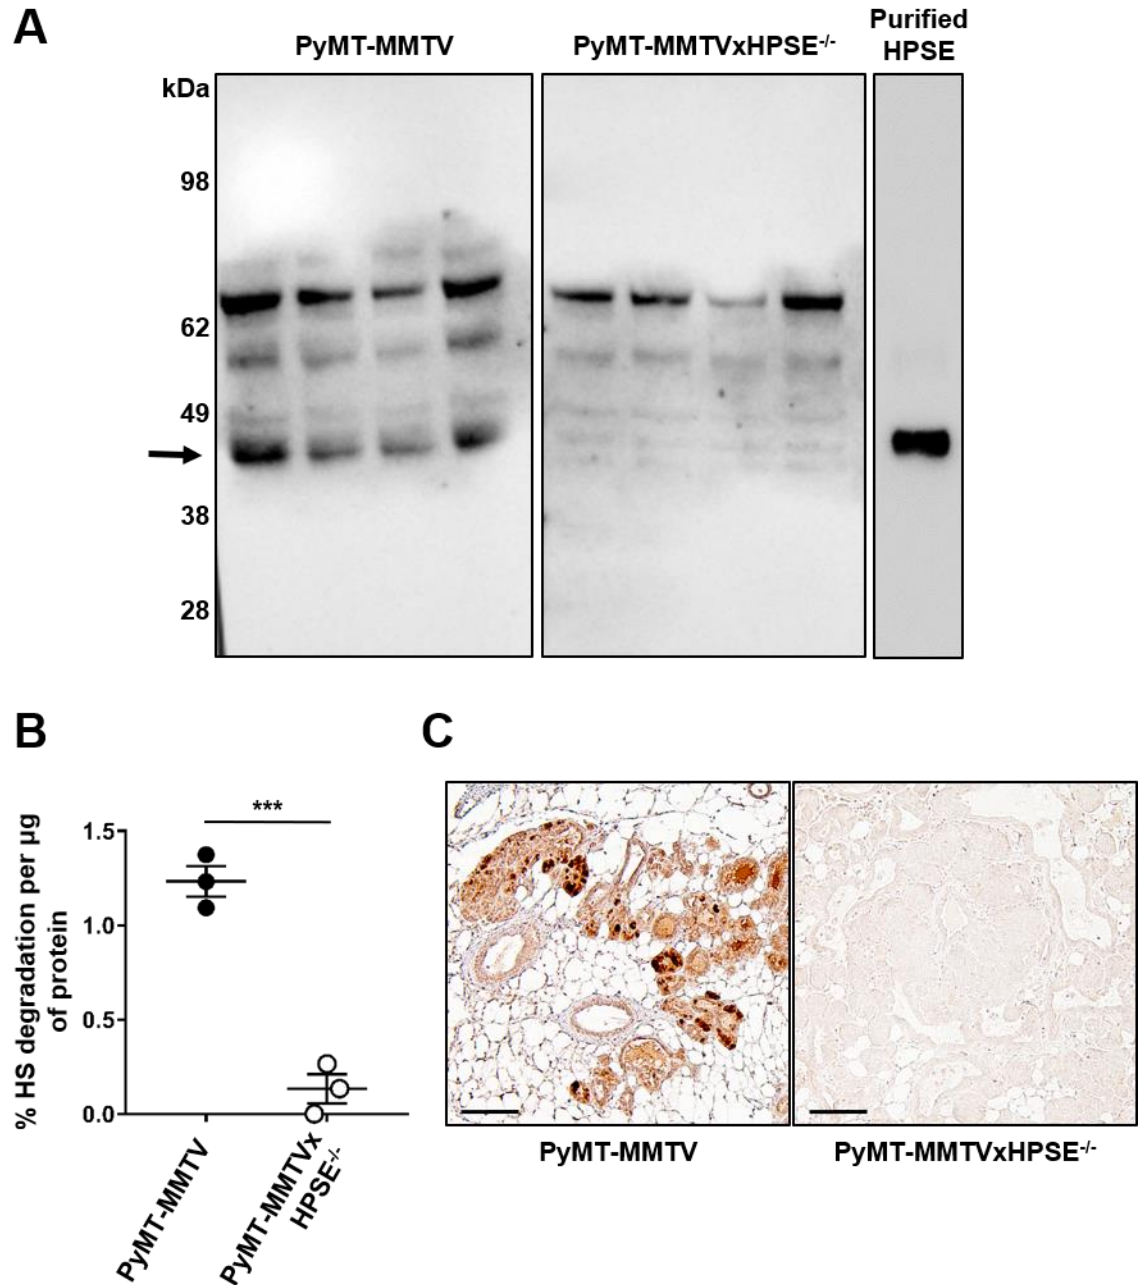 A
PyMT-MMTV
PyMT-MMTVxHPSE-/-
Purified
HPSE
kDa
98
62
49
38
28
B
C
% HS degradation per µg
of protein
1.5
1.0
0.5
0.0
***
PyMT-MMTV
PyMT-MMTVx
HPSE-/-
PyMT-MMTV
PyMT-MMTVxHPSE-/-